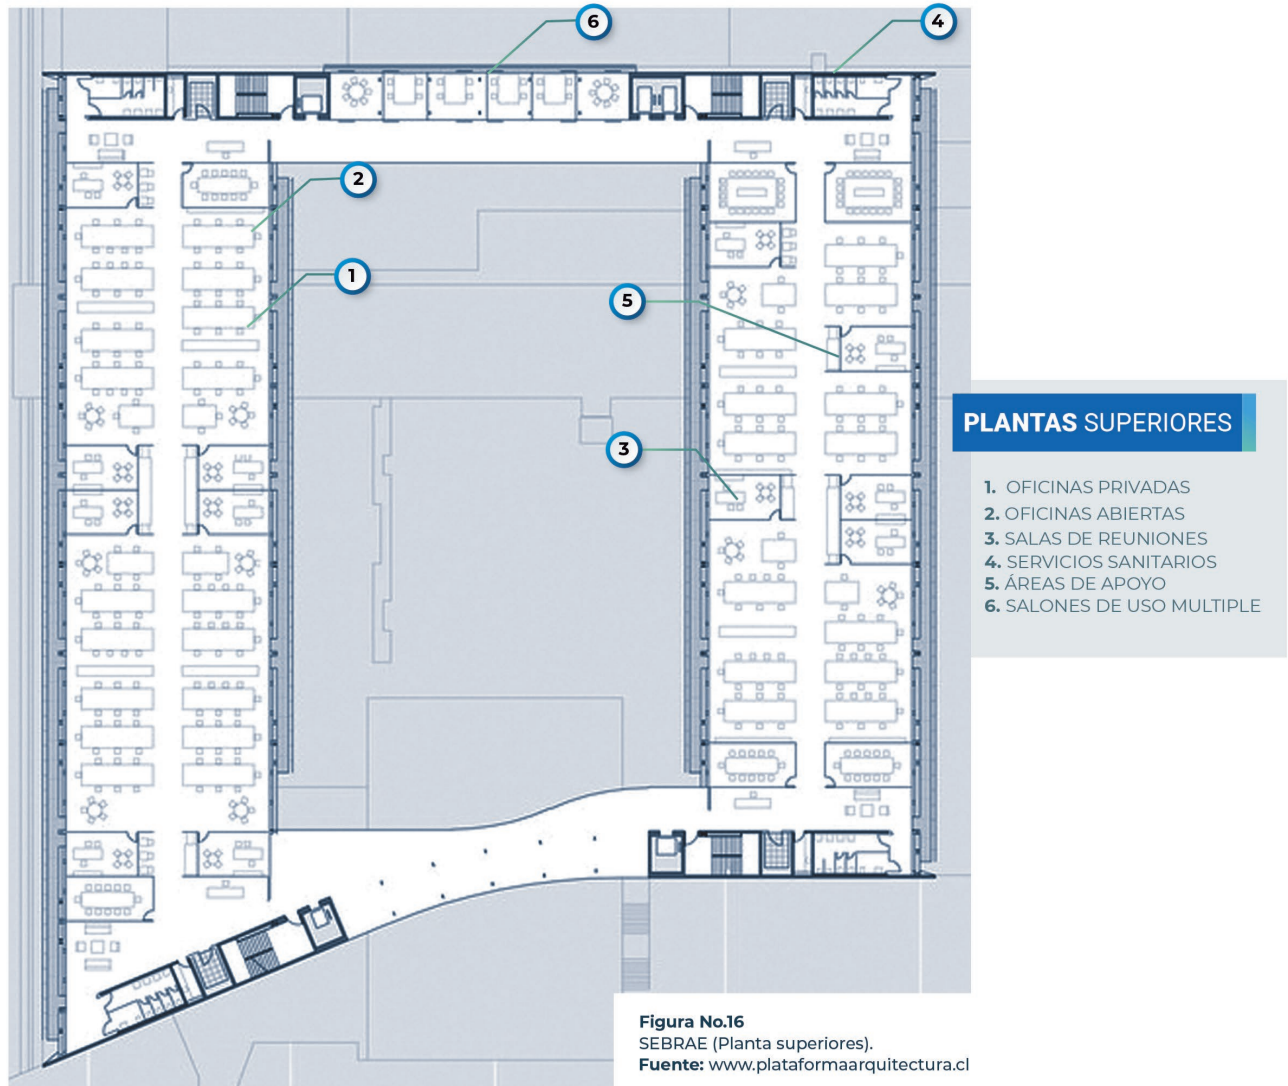 6
4
2
1
5
3
PLANTAS SUPERIORES
1. OFICINAS PRIVADAS
2. OFICINAS ABIERTAS
3. SALAS DE REUNIONES
4. SERVICIOS SANITARIOS
5. ÁREAS DE APOYO
6. SALONES DE USO MULTIPLE
Figura No.16
SEBRAE (Planta superiores).
Fuente: www.plataformaarquitectura.cl